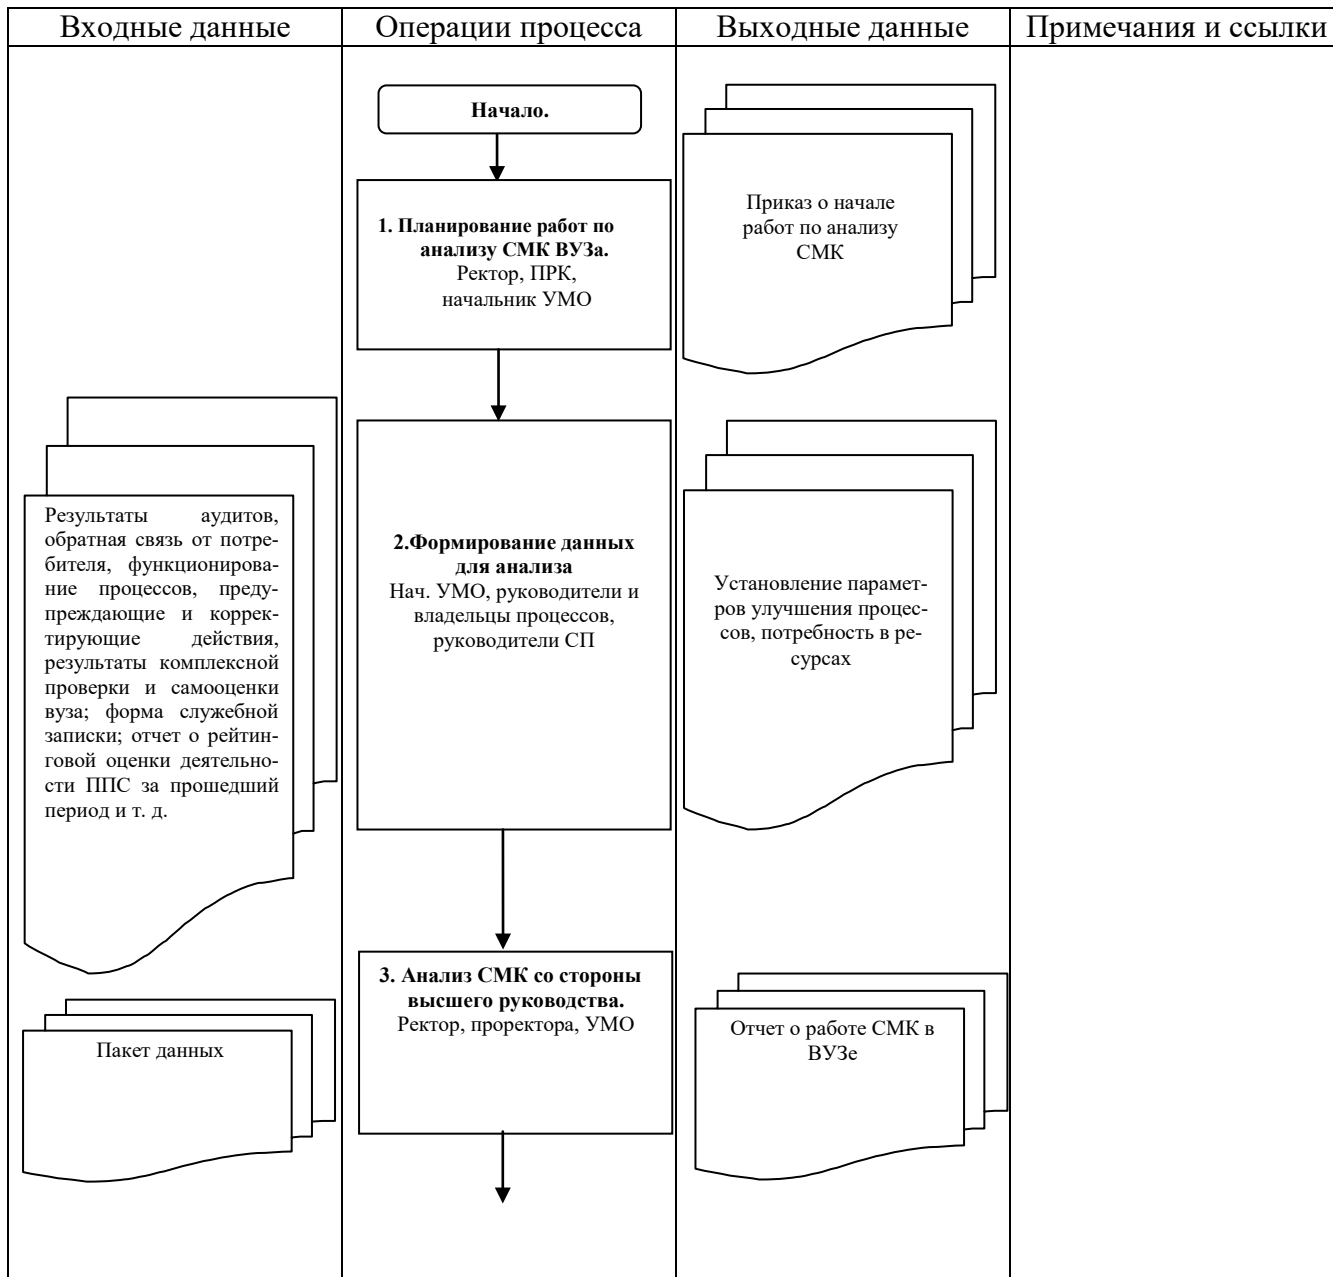 Входные данные
Операции процесса
Выходные данные
Примечания и ссылки
Начало.
1. Планирование работ по
анализу СМК ВУЗа.
Ректор, ПРК,
начальник УМО
Приказ о начале
работ по анализу
СМК
Результаты аудитов,
обратная связь от потре-
бителя, функционирова-
ние процессов, преду-
преждающие и коррек-
тирующие действия,
результаты комплексной
проверки и самооценки
вуза; форма служебной
записки; отчет о рейтин-
говой оценки деятельно-
сти ППС за прошедший
период и т. д.
2.Формирование данных
для анализа
Нач. УМО, руководители и
владельцы процессов,
руководители СП
Установление парамет-
ров улучшения процес-
сов, потребность в ре-
сурсах
Пакет данных
3. Анализ СМК со стороны
высшего руководства.
Ректор, проректора, УМО
Отчет о работе СМК в
ВУЗе